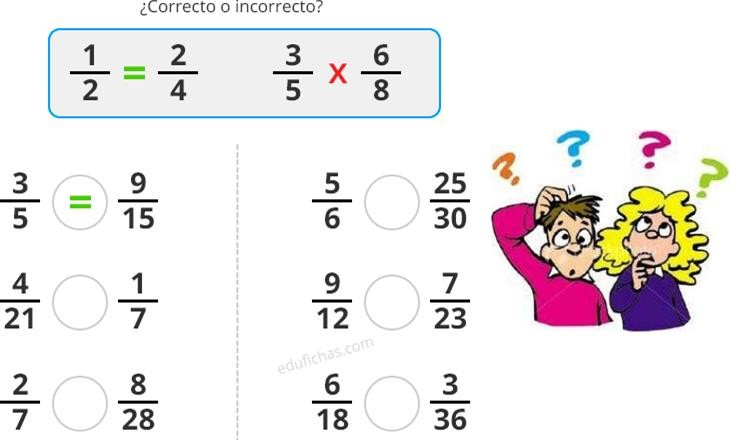 ¿Correcto o incorrecto?
1/2 = 2/4    3/5 x 6/8
3/5 = 9/15    5/6 25/30
4/21 1/7    9/12 7/23
edufichas.com
2/7 8/28    6/18 3/36
? ? ? ?